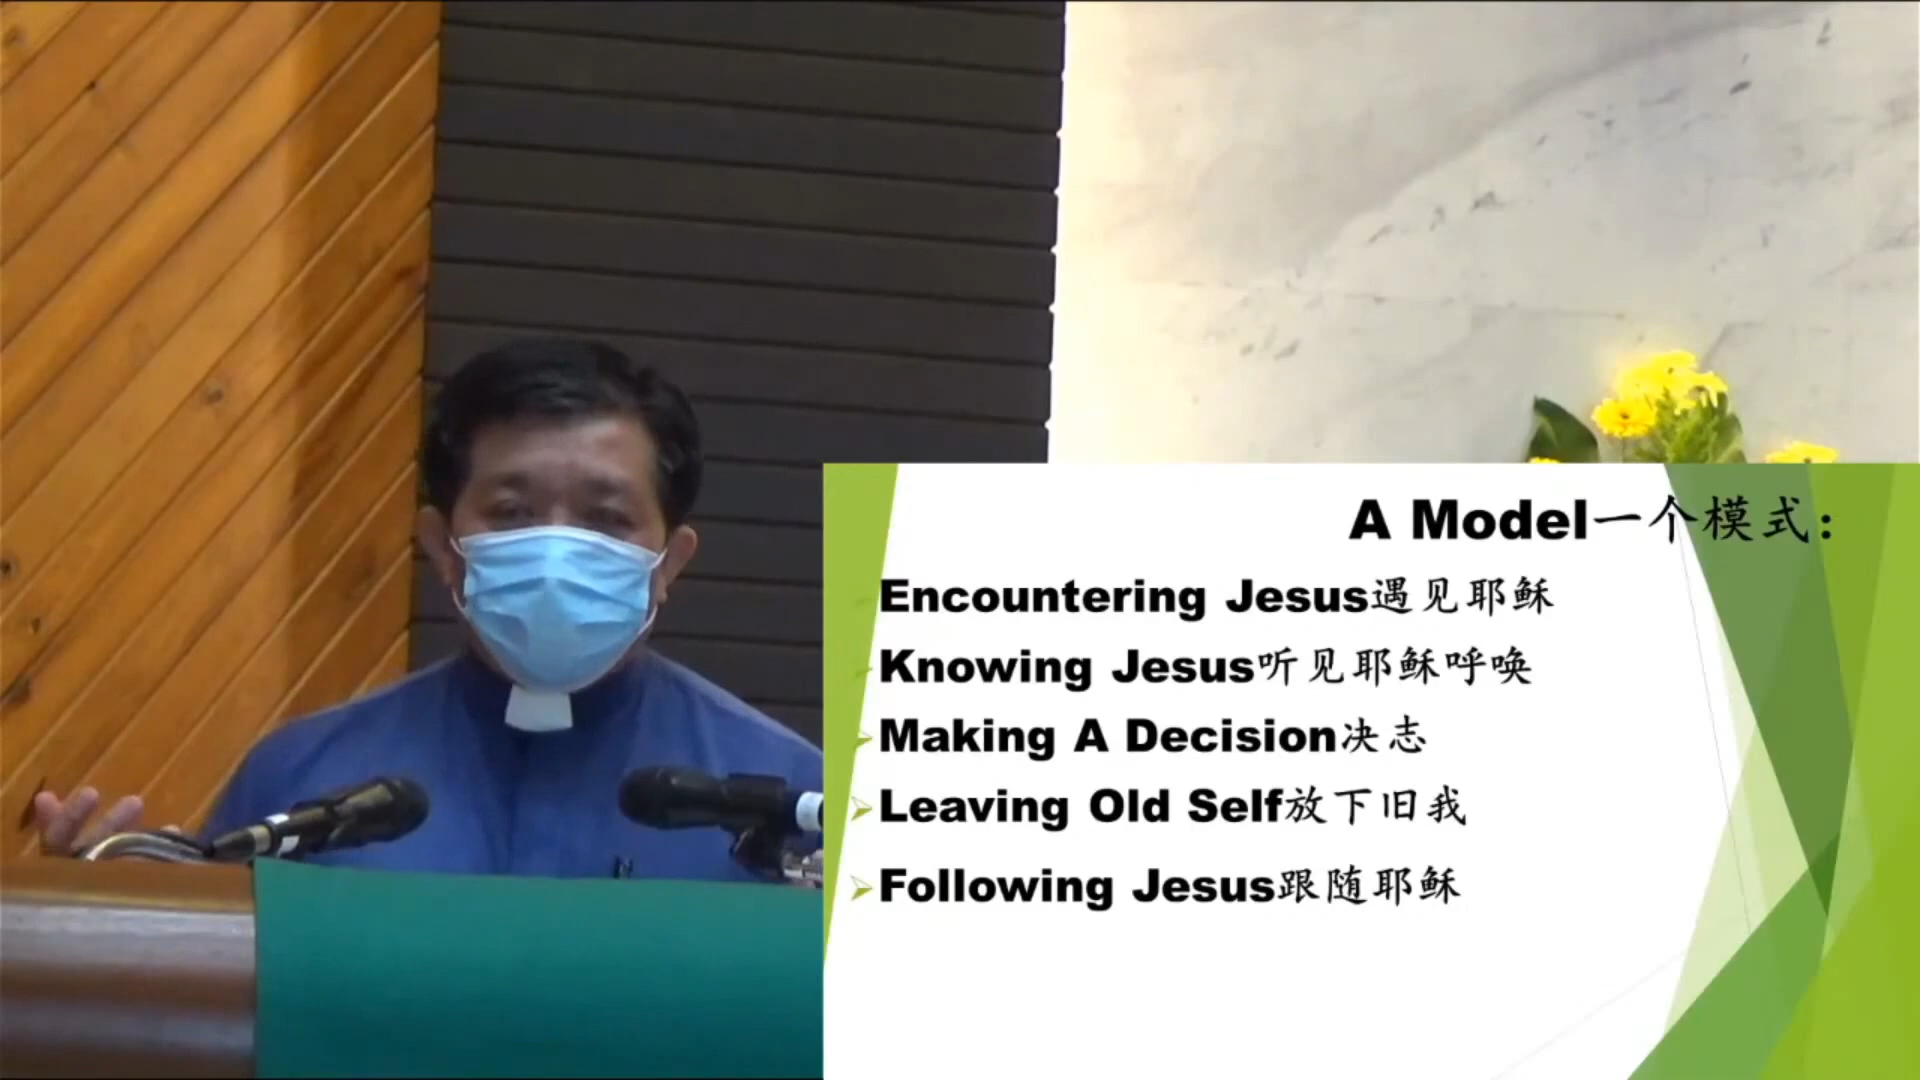 A Model一个模式：
Encountering Jesus遇见耶稣
Knowing Jesus听见耶稣呼唤
Making A Decision决志
Leaving Old Self放下旧我
Following Jesus跟随耶稣